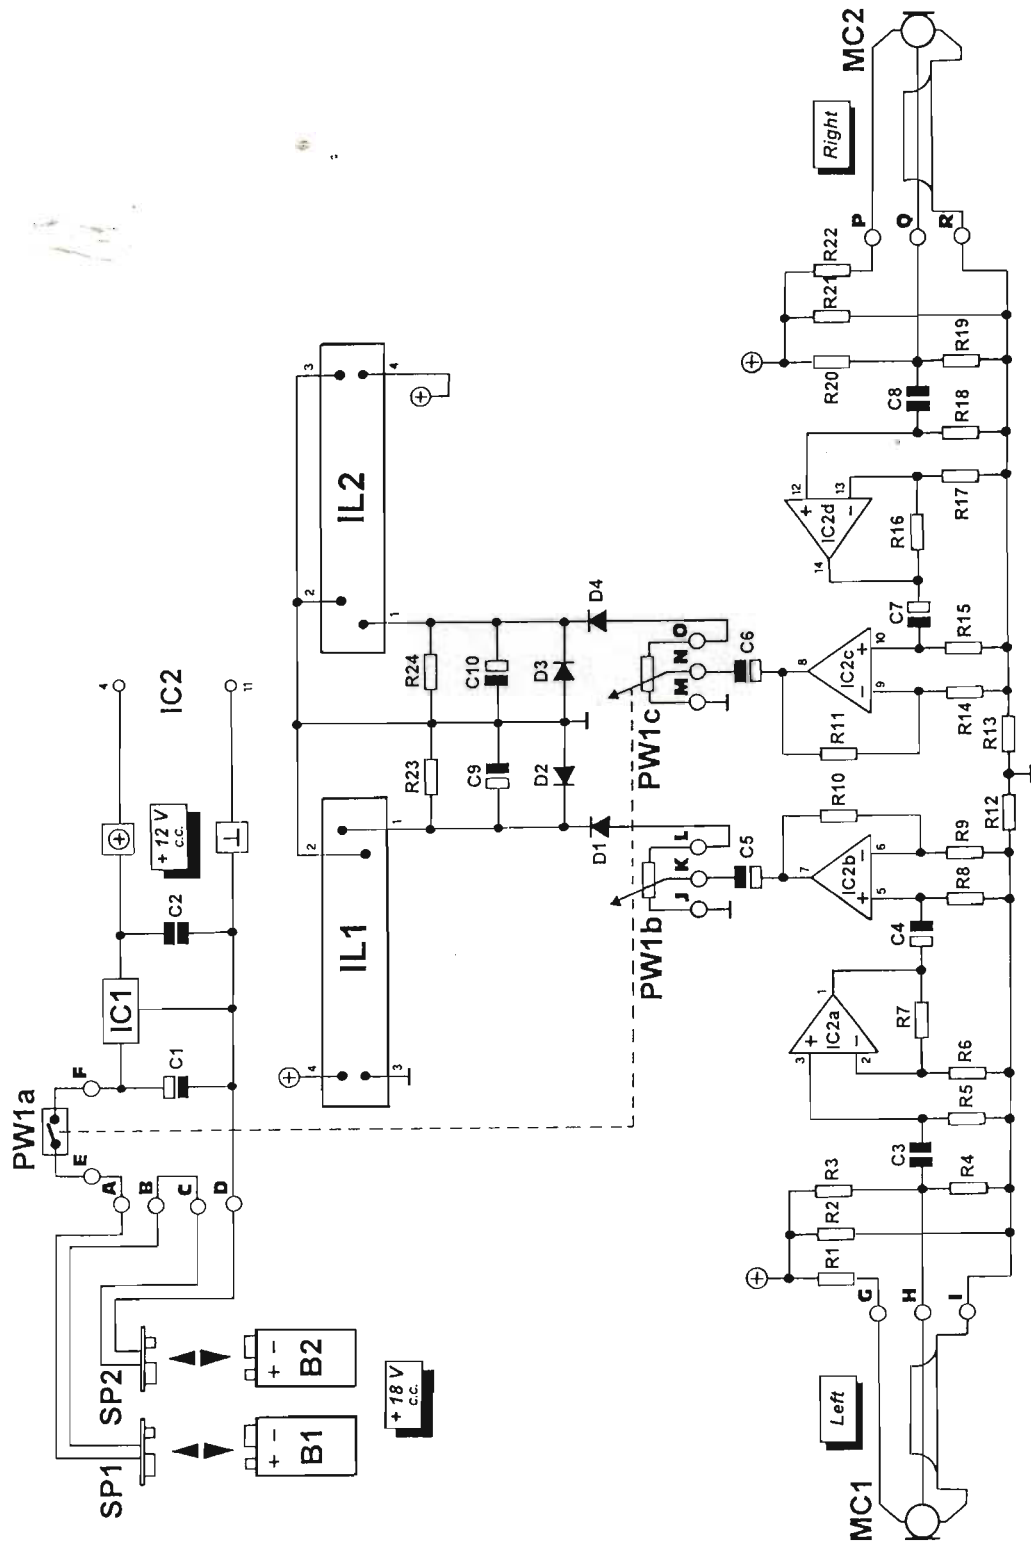 PW1a
E
F
A
B
C
D
IC1
C1
C2
+ 12 V
c.c.
4
IC2
11
SP1
SP2
+ -
B1
+ -
B2
+ 18 V
c.c.
4
3
IL1
2
1
2
3
IL2
1
4
R23
R24
C9
C10
D2
D3
D1
D4
PW1b
J
K
L
PW1c
M
N
O
C5
C6
Left
MC1
G
H
I
R1
R2
R3
R4
C3
R5
R6
R7
3
+
2
−
IC2a
1
C4
R8
R9
5
+
6
−
IC2b
7
R10
R12
R13
R11
8
IC2c
9
−
10
+
R14
R15
C7
14
IC2d
12
+
13
−
R16
R17
R18
C8
R19
R20
R21
R22
P
Q
R
Right
MC2